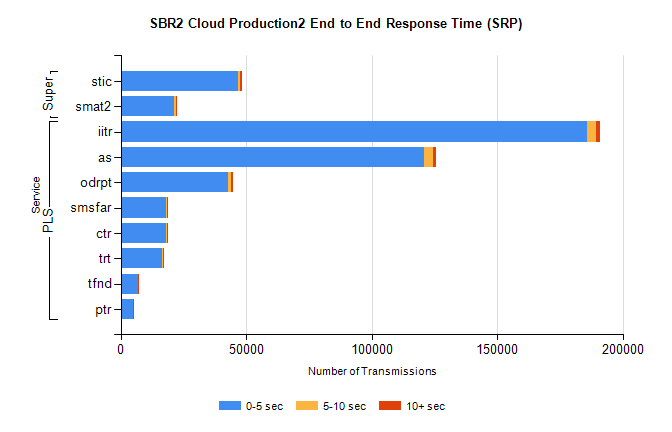 SBR2 Cloud Production2 End to End Response Time (SRP)
Service
Super
PLS
stic
smat2
iitr
as
odrpt
smsfar
ctr
trt
tfnd
ptr
0 50000 100000 150000 200000
Number of Transmissions
0-5 sec 5-10 sec 10+ sec